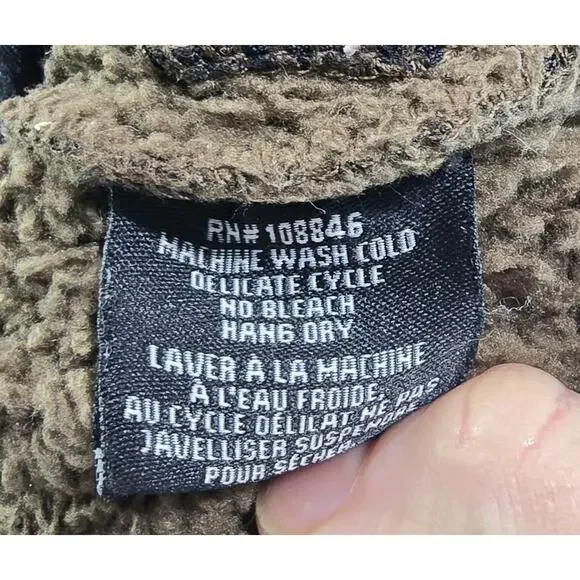 RN# 108846
MACHINE WASH COLD
DELICATE CYCLE
NO BLEACH
HANG DRY
LAVER À LA MACHINE
À L'EAU FROIDE,
AU CYCLE DÉLILAT NE PAS
JAVELLISER SUSPENDRE
POUR SÉCHER